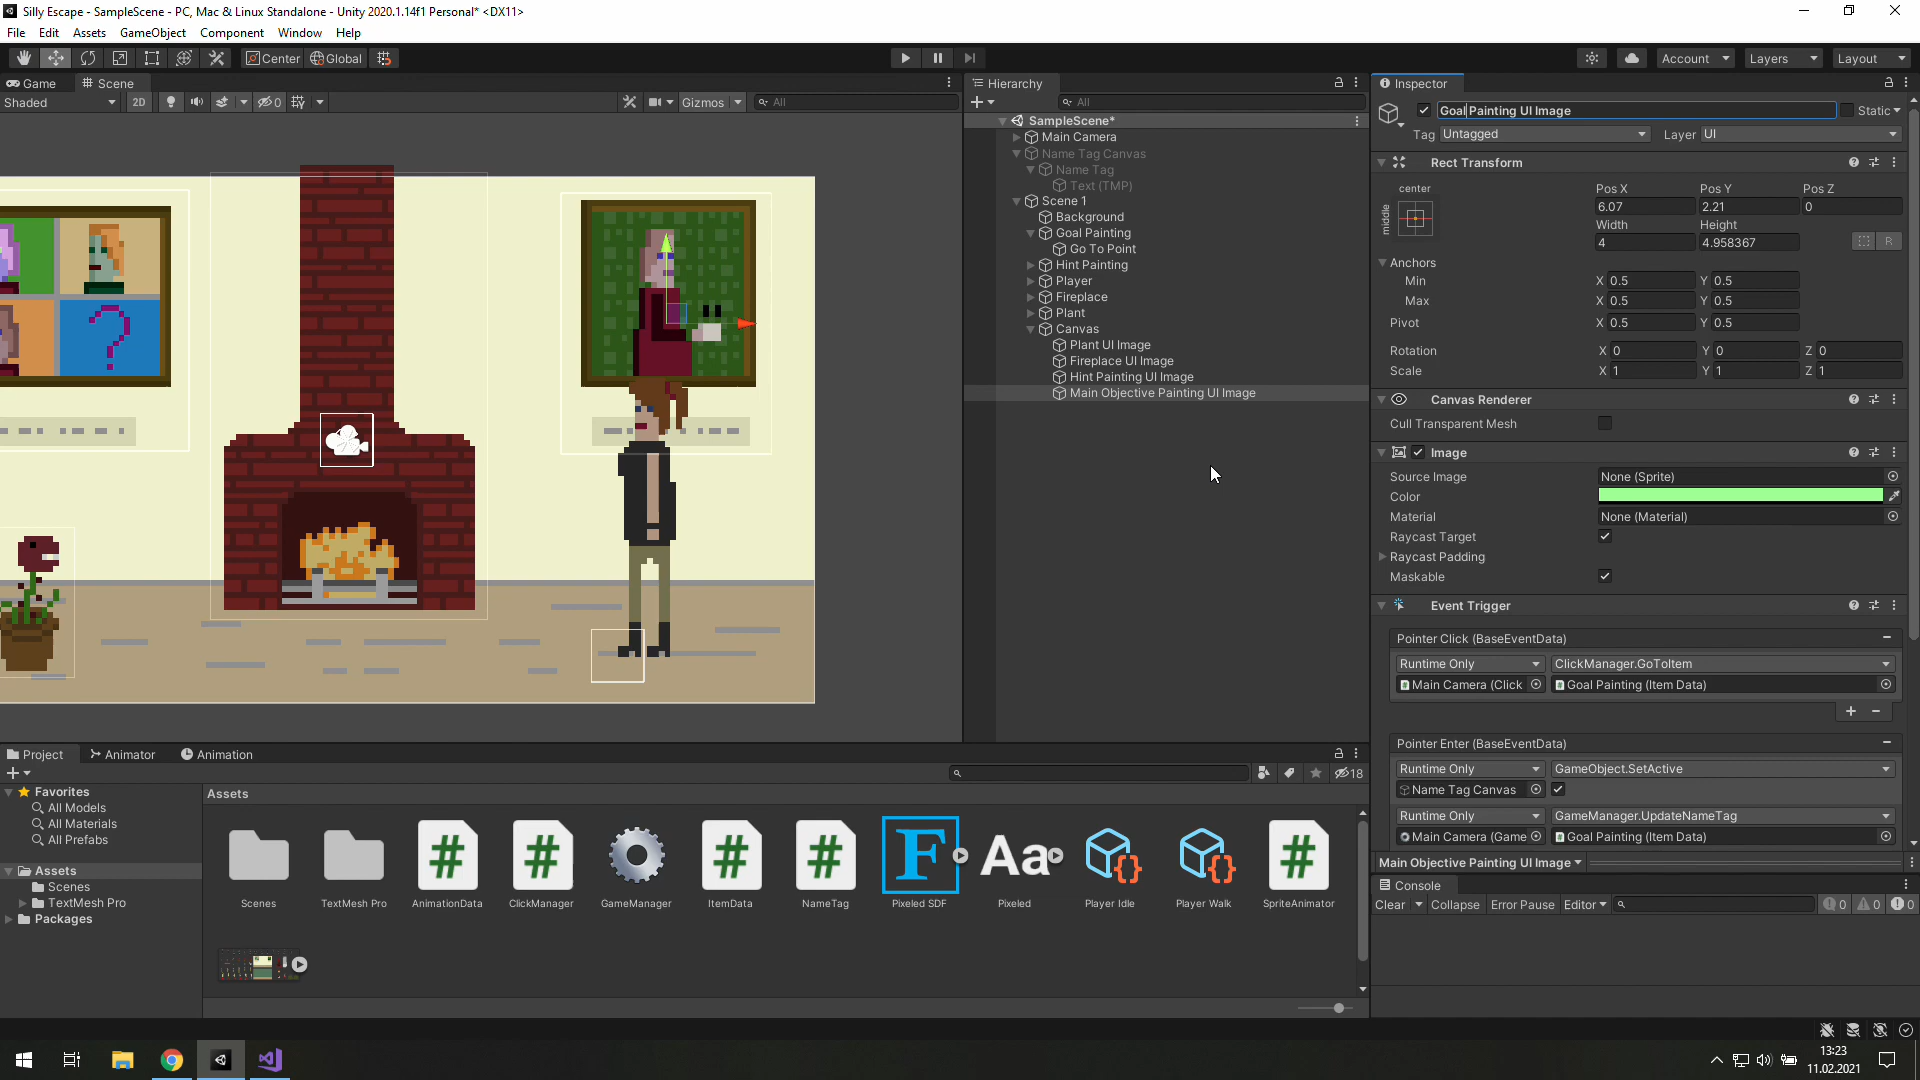 Silly Escape - SampleScene - PC, Mac & Linux Standalone - Unity 2020.1.14f1 Personal* <DX11>
File Edit Assets GameObject Component Window Help
Center Global Account Layers Layout
Game Scene
Shaded 2D 0 Gizmos All
Hierarchy
All
SampleScene*
Main Camera
Name Tag Canvas
Name Tag
Text (TMP)
Scene 1
Background
Goal Painting
Go To Point
Hint Painting
Player
Fireplace
Plant
Canvas
Plant UI Image
Fireplace UI Image
Hint Painting UI Image
Main Objective Painting UI Image
Inspector
Goal Painting UI Image Static
Tag Untagged Layer UI
Rect Transform
center Pos X Pos Y Pos Z
middle 6.07 2.21 0
Width Height
4 4.958367 R
Anchors
Min X 0.5 Y 0.5
Max X 0.5 Y 0.5
Pivot X 0.5 Y 0.5
Rotation X 0 Y 0 Z 0
Scale X 1 Y 1 Z 1
Canvas Renderer
Cull Transparent Mesh
Image
Source Image None (Sprite)
Color
Material None (Material)
Raycast Target
Raycast Padding
Maskable
Event Trigger
Pointer Click (BaseEventData)
Runtime Only ClickManager.GoToItem
Main Camera (Click Goal Painting (Item Data)
Pointer Enter (BaseEventData)
Runtime Only GameObject.SetActive
Name Tag Canvas
Runtime Only GameManager.UpdateNameTag
Main Camera (Game Goal Painting (Item Data)
Main Objective Painting UI Image
Console
Clear Collapse Error Pause Editor 0 0 0
Project Animator Animation
18
Favorites
All Models
All Materials
All Prefabs
Assets
Scenes
TextMesh Pro
Packages
Assets
F Aa
Scenes TextMesh Pro AnimationData ClickManager GameManager ItemData NameTag Pixeled SDF Pixeled Player Idle Player Walk SpriteAnimator
13:23
11.02.2021